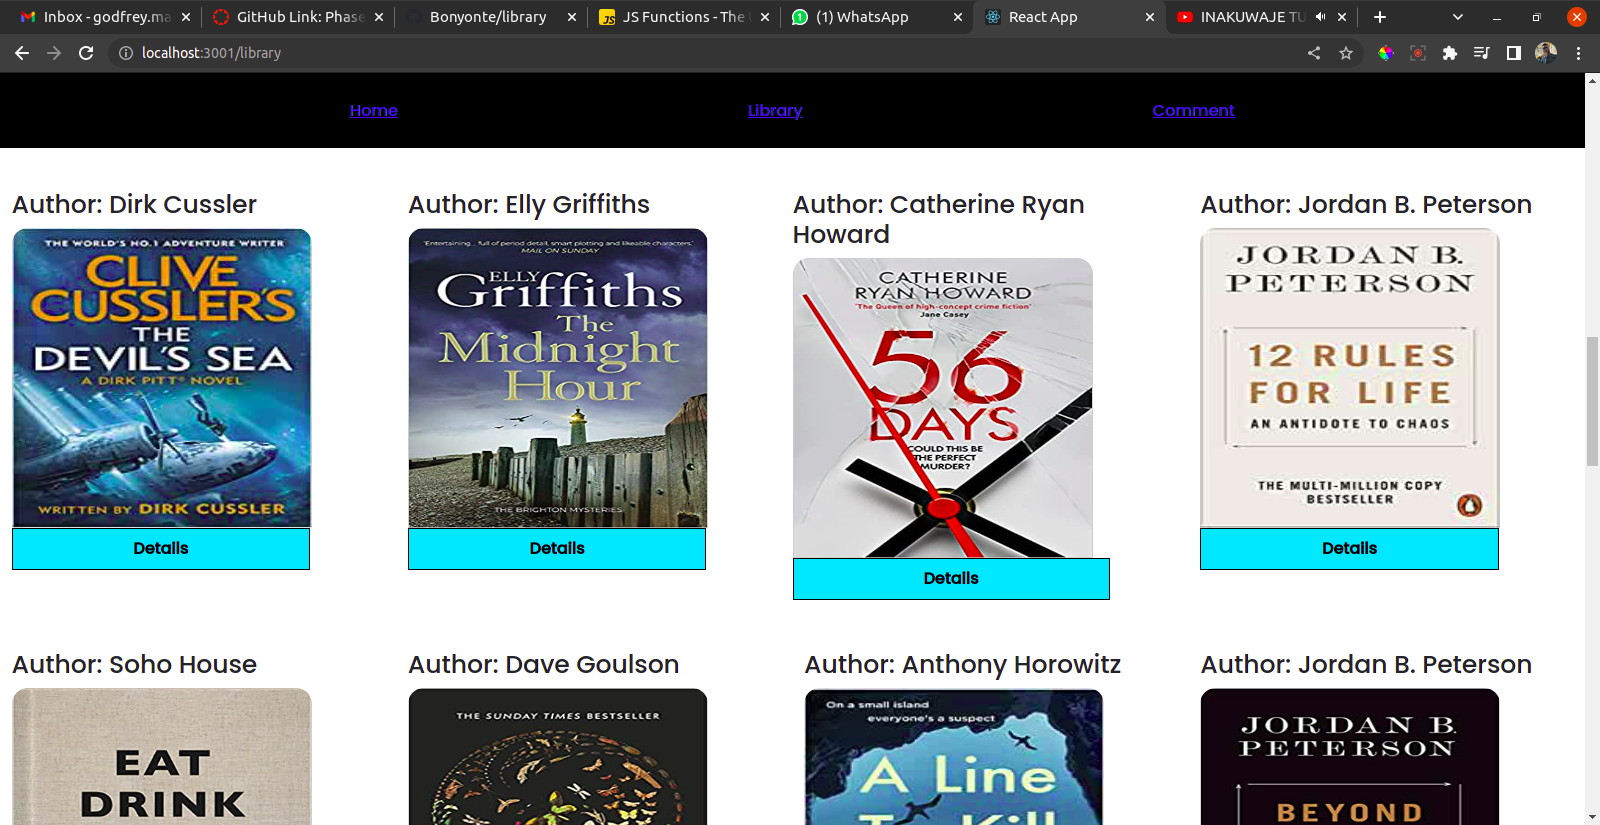 Inbox - godfrey.ma
GitHub Link: Phase
Bonyonte/library
JS Functions - The
(1) WhatsApp
React App
INAKUWAJE TU
localhost:3001/library
Home
Library
Comment
Author: Dirk Cussler
THE WORLD'S NO.1 ADVENTURE WRITER
CLIVE
CUSSLER'S
THE
DEVIL'S SEA
A DIRK PITT® NOVEL
WRITTEN BY DIRK CUSSLER
Details
Author: Elly Griffiths
'Entertaining... full of period detail, smart plotting and likeable characters.'
MAIL ON SUNDAY
ELLY
Griffiths
The
Midnight
Hour
THE BRIGHTON MYSTERIES
Details
Author: Catherine Ryan
Howard
CATHERINE
RYAN HOWARD
"The Queen of high-concept crime fiction"
Jane Casey
56
DAYS
COULD THIS BE
THE PERFECT
MURDER?
Details
Author: Jordan B. Peterson
JORDAN B.
PETERSON
12 RULES
FOR LIFE
AN ANTIDOTE TO CHAOS
THE MULTI-MILLION COPY
BESTSELLER
Details
Author: Soho House
EAT
DRINK
Author: Dave Goulson
THE SUNDAY TIMES BESTSELLER
Author: Anthony Horowitz
On a small island
everyone's a suspect
A Line
To Kill
Author: Jordan B. Peterson
JORDAN B.
PETERSON
BEYOND